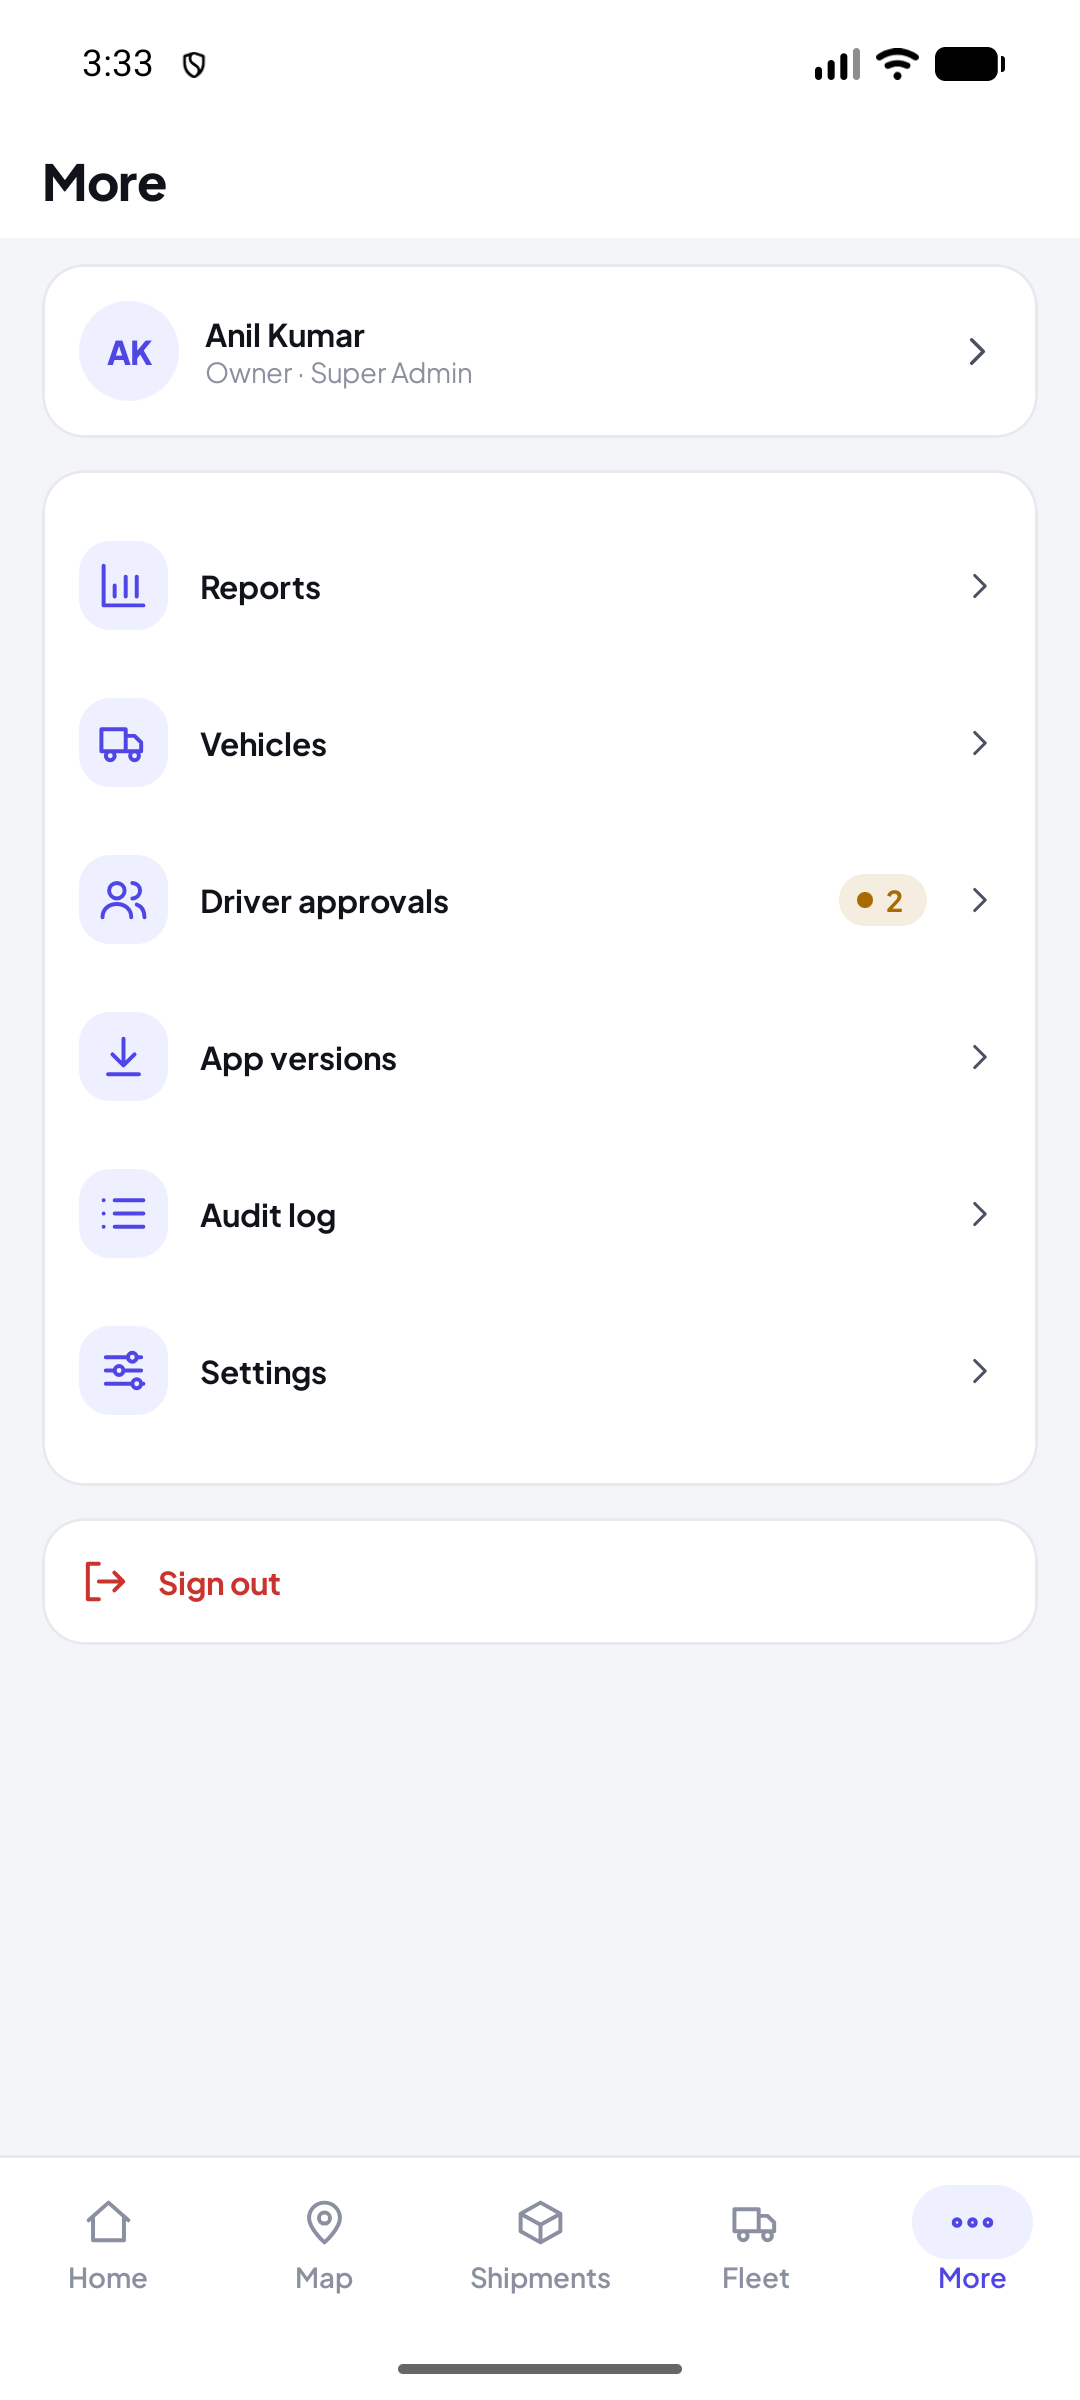 3:33
More
AK
Anil Kumar
Owner · Super Admin
Reports
Vehicles
Driver approvals
2
App versions
Audit log
Settings
Sign out
Home
Map
Shipments
Fleet
More